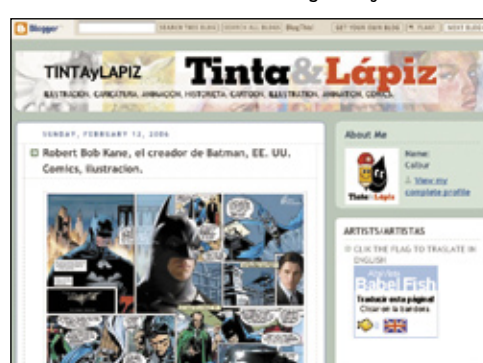 Blogger
SEARCH THIS BLOG SEARCH ALL BLOGS BlogThis! GET YOUR OWN BLOG FLAG? NEXT BLOG
TINTAyLAPIZ Tinta&Lápiz
ILUSTRACION, CARICATURA, ANIMACION, HISTORIETA, CARTOON, ILLUSTRATION, ANIMATION, COMICS.
SUNDAY, FEBRUARY 12, 2006
Robert Bob Kane, el creador de Batman, EE. UU.
Comics, ilustracion.
About Me
Name:
View my
complete profile
Tinta&Lápiz
ARTISTS/ARTISTAS
CLIK THE FLAG TO TRASLATE IN
ENGLISH
Babel Fish
Traducir esta página!
Clicar en la bandera